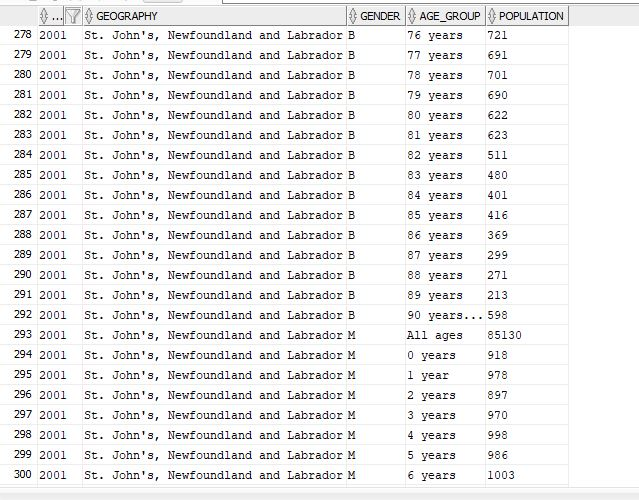 ... GEOGRAPHY GENDER AGE_GROUP POPULATION
278 2001 St. John's, Newfoundland and Labrador B 76 years 721
279 2001 St. John's, Newfoundland and Labrador B 77 years 691
280 2001 St. John's, Newfoundland and Labrador B 78 years 701
281 2001 St. John's, Newfoundland and Labrador B 79 years 690
282 2001 St. John's, Newfoundland and Labrador B 80 years 622
283 2001 St. John's, Newfoundland and Labrador B 81 years 623
284 2001 St. John's, Newfoundland and Labrador B 82 years 511
285 2001 St. John's, Newfoundland and Labrador B 83 years 480
286 2001 St. John's, Newfoundland and Labrador B 84 years 401
287 2001 St. John's, Newfoundland and Labrador B 85 years 416
288 2001 St. John's, Newfoundland and Labrador B 86 years 369
289 2001 St. John's, Newfoundland and Labrador B 87 years 299
290 2001 St. John's, Newfoundland and Labrador B 88 years 271
291 2001 St. John's, Newfoundland and Labrador B 89 years 213
292 2001 St. John's, Newfoundland and Labrador B 90 years... 598
293 2001 St. John's, Newfoundland and Labrador M All ages 85130
294 2001 St. John's, Newfoundland and Labrador M 0 years 918
295 2001 St. John's, Newfoundland and Labrador M 1 year 978
296 2001 St. John's, Newfoundland and Labrador M 2 years 897
297 2001 St. John's, Newfoundland and Labrador M 3 years 970
298 2001 St. John's, Newfoundland and Labrador M 4 years 998
299 2001 St. John's, Newfoundland and Labrador M 5 years 986
300 2001 St. John's, Newfoundland and Labrador M 6 years 1003